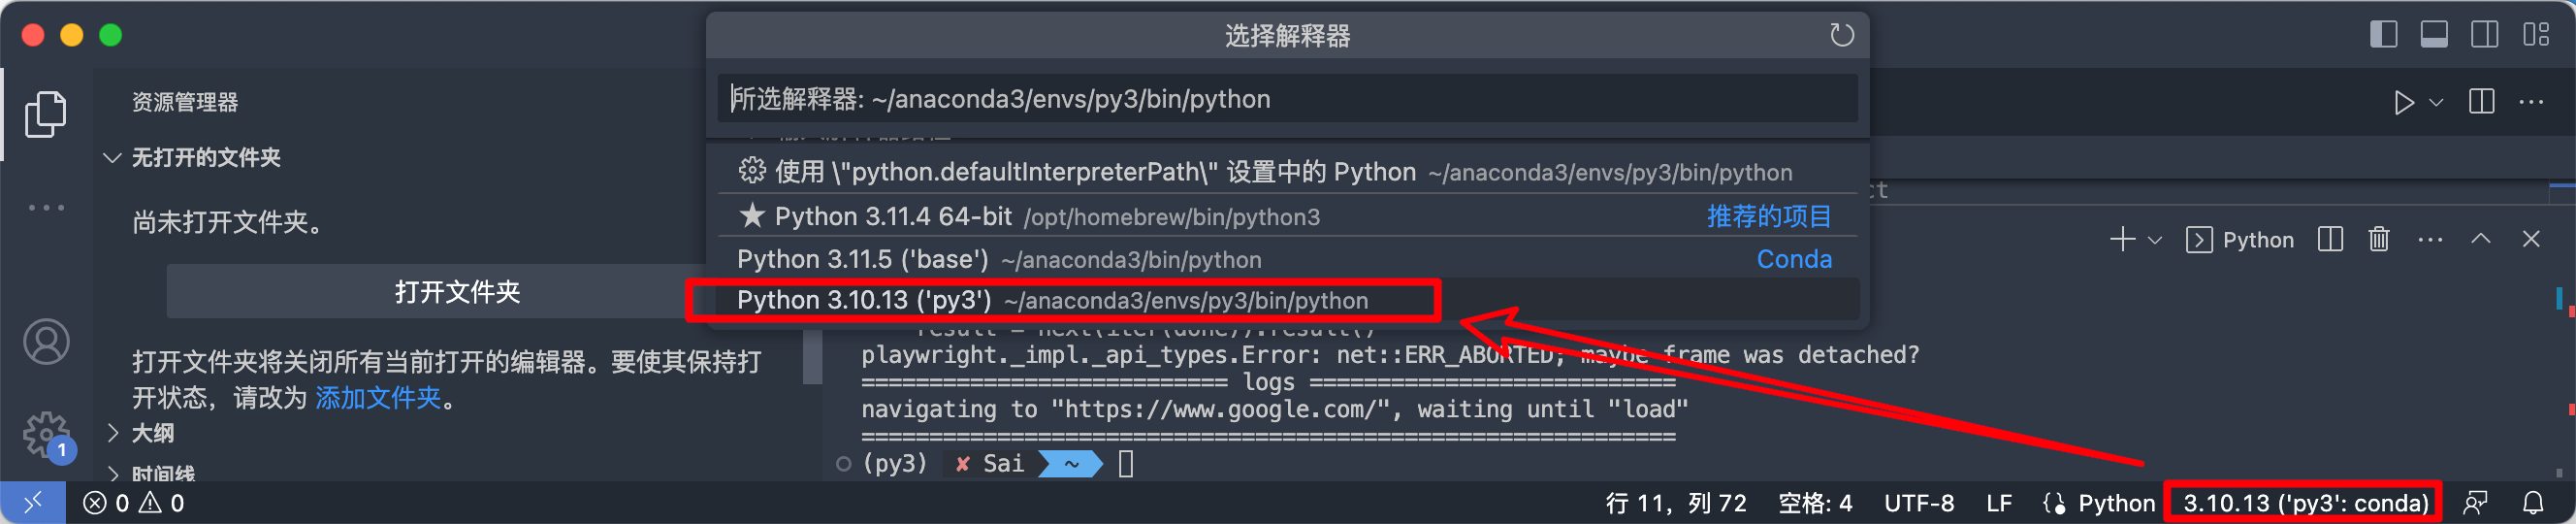 选择解释器
所选解释器: ~/anaconda3/envs/py3/bin/python
使用 \"python.defaultInterpreterPath\" 设置中的 Python ~/anaconda3/envs/py3/bin/python
Python 3.11.4 64-bit /opt/homebrew/bin/python3 推荐的项目
Python 3.11.5 ('base') ~/anaconda3/bin/python Conda
Python 3.10.13 ('py3') ~/anaconda3/envs/py3/bin/python
资源管理器
无打开的文件夹
尚未打开文件夹。
打开文件夹
打开文件夹将关闭所有当前打开的编辑器。要使其保持打
开状态，请改为 添加文件夹。
大纲
时间线
1
ct
Python
result = next(iter(done)).result()
playwright._impl._api_types.Error: net::ERR_ABORTED; maybe frame was detached?
=========================== logs ===========================
navigating to "https://www.google.com/", waiting until "load"
============================================================
(py3) ✘ Sai ~
0 0
行 11，列 72 空格: 4 UTF-8 LF Python 3.10.13 ('py3': conda)